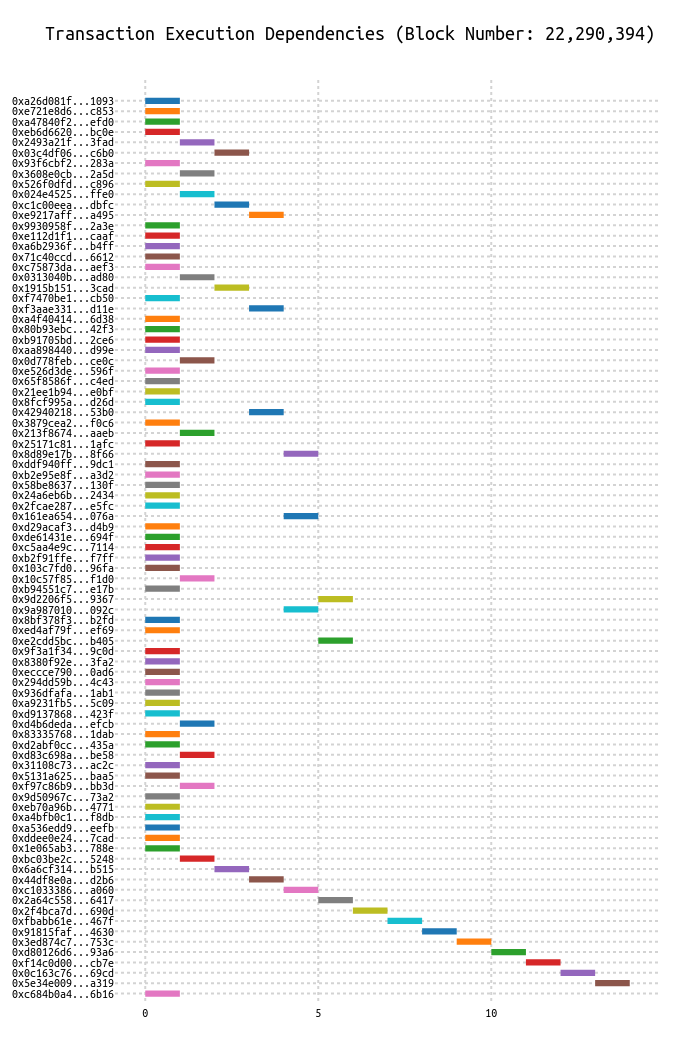 Transaction Execution Dependencies (Block Number: 22,290,394)
0xa26d081f...1093
0xe721e8d6...c853
0xa47840f2...efd0
0xeb6d6620...bc0e
0x2493a21f...3fad
0x03c4df06...c6b0
0x93f6cbf2...283a
0x3608e0cb...2a5d
0x526f0dfd...c896
0x024e4525...ffe0
0xc1c00eea...dbfc
0xe9217aff...a495
0x9930958f...2a3e
0xe112d1f1...caaf
0xa6b2936f...b4ff
0x71c40ccd...6612
0xc75873da...aef3
0x0313040b...ad80
0x1915b151...3cad
0xf7470be1...cb50
0xf3aae331...d11e
0xa4f40414...6d38
0x80b93ebc...42f3
0xb91705bd...2ce6
0xaa898440...d99e
0x0d778feb...ce0c
0xe526d3de...596f
0x65f8586f...c4ed
0x21ee1b94...e0bf
0x8fcf995a...d26d
0x42940218...53b0
0x3879cea2...f0c6
0x213f8674...aaeb
0x25171c81...1afc
0x8d89e17b...8f66
0xddf940ff...9dc1
0xb2e95e8f...a3d2
0x58be8637...130f
0x24a6eb6b...2434
0x2fcae287...e5fc
0x161ea654...076a
0xd29acaf3...d4b9
0xde61431e...694f
0xc5aa4e9c...7114
0xb2f91ffe...f7ff
0x103c7fd0...96fa
0x10c57f85...f1d0
0xb94551c7...e17b
0x9d2206f5...9367
0x9a987010...092c
0x8bf378f3...b2fd
0xed4af79f...ef69
0xe2cdd5bc...b405
0x9f3a1f34...9c0d
0x8380f92e...3fa2
0xeccce790...0ad6
0x294dd59b...4c43
0x936dfafa...1ab1
0xa9231fb5...5c09
0xd9137868...423f
0xd4b6deda...efcb
0x83335768...1dab
0xd2abf0cc...435a
0xd83c698a...be58
0x31108c73...ac2c
0x5131a625...baa5
0xf97c86b9...bb3d
0x9d50967c...73a2
0xeb70a96b...4771
0xa4bfb0c1...f8db
0xa536edd9...eefb
0xddee0e24...7cad
0x1e065ab3...788e
0xbc03be2c...5248
0x6a6cf314...b515
0x44df8e0a...d2b6
0xc1033386...a060
0x2a64c558...6417
0x2f4bca7d...690d
0xfbabb61e...467f
0x91815faf...4630
0x3ed874c7...753c
0xd80126d6...93a6
0xf14c0d00...cb7e
0x0c163c76...69cd
0x5e34e009...a319
0xc684b0a4...6b16
0 5 10